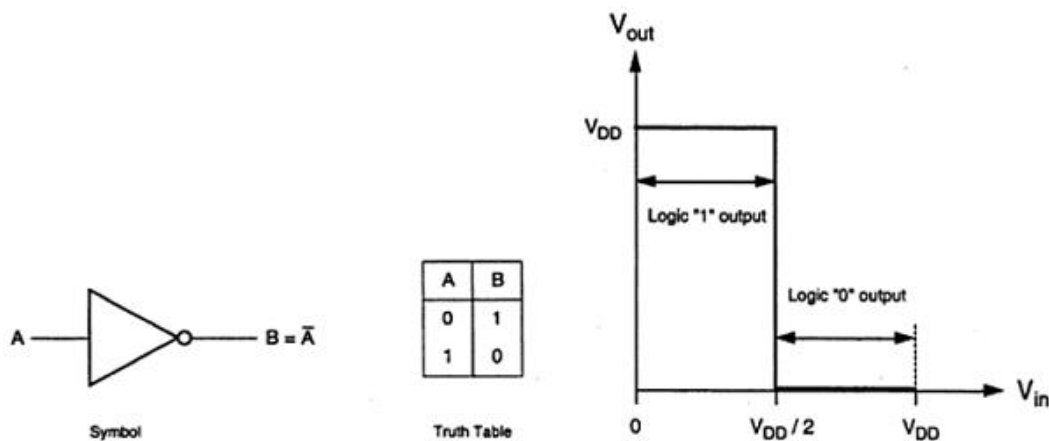 A
B = A̅
Symbol
A B
0 1
1 0
Truth Table
V_out
V_DD
Logic "1" output
Logic "0" output
V_in
0
V_DD / 2
V_DD